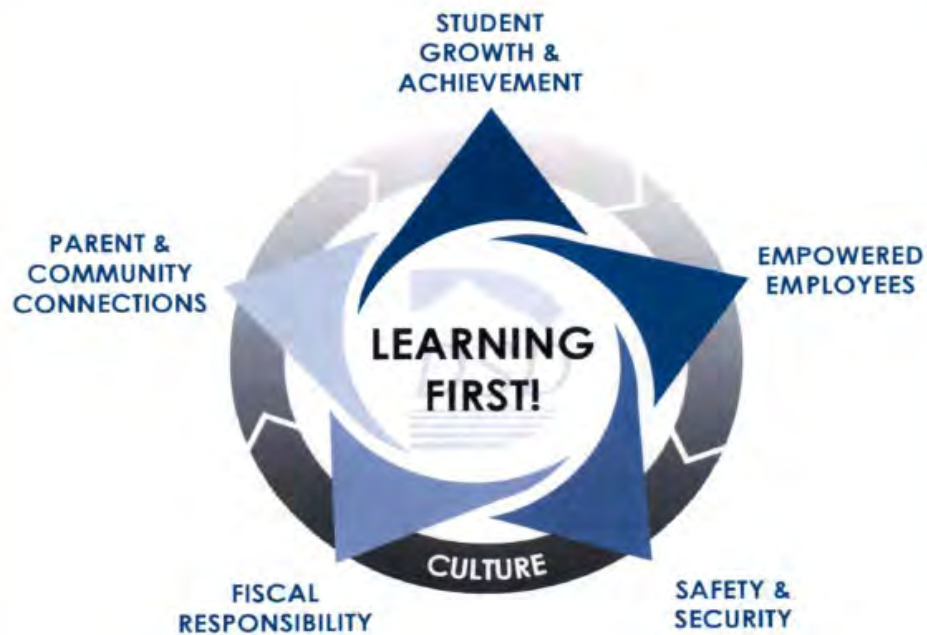 STUDENT
GROWTH &
ACHIEVEMENT
PARENT &
COMMUNITY
CONNECTIONS
EMPOWERED
EMPLOYEES
LEARNING
FIRST!
CULTURE
FISCAL
RESPONSIBILITY
SAFETY &
SECURITY